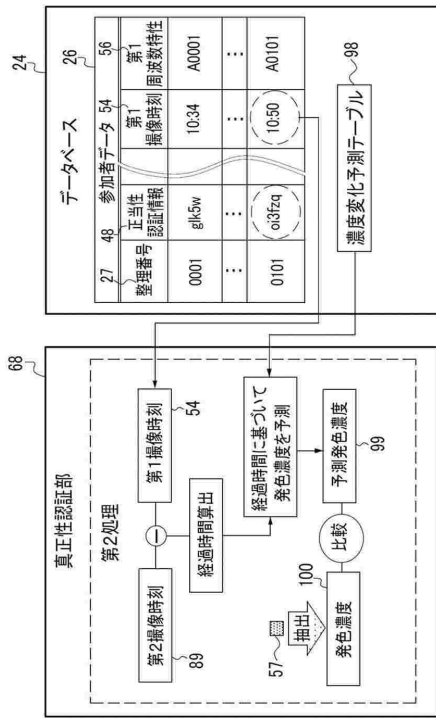 24
データベース
26
参加者データ
27
48
54
56
整理番号
正当性
認証情報
第1
撮像時刻
第1
周波数特性
0001
glk5w
10:34
A0001
⋮
⋮
⋮
⋮
0101
oi3fzq
10:50
A0101
濃度変化予測テーブル
98
68
真正性認証部
第2処理
第2撮像時刻
89
第1撮像時刻
54
経過時間算出
経過時間に基づいて
発色濃度を予測
予測発色濃度
99
比較
57
抽出
100
発色濃度